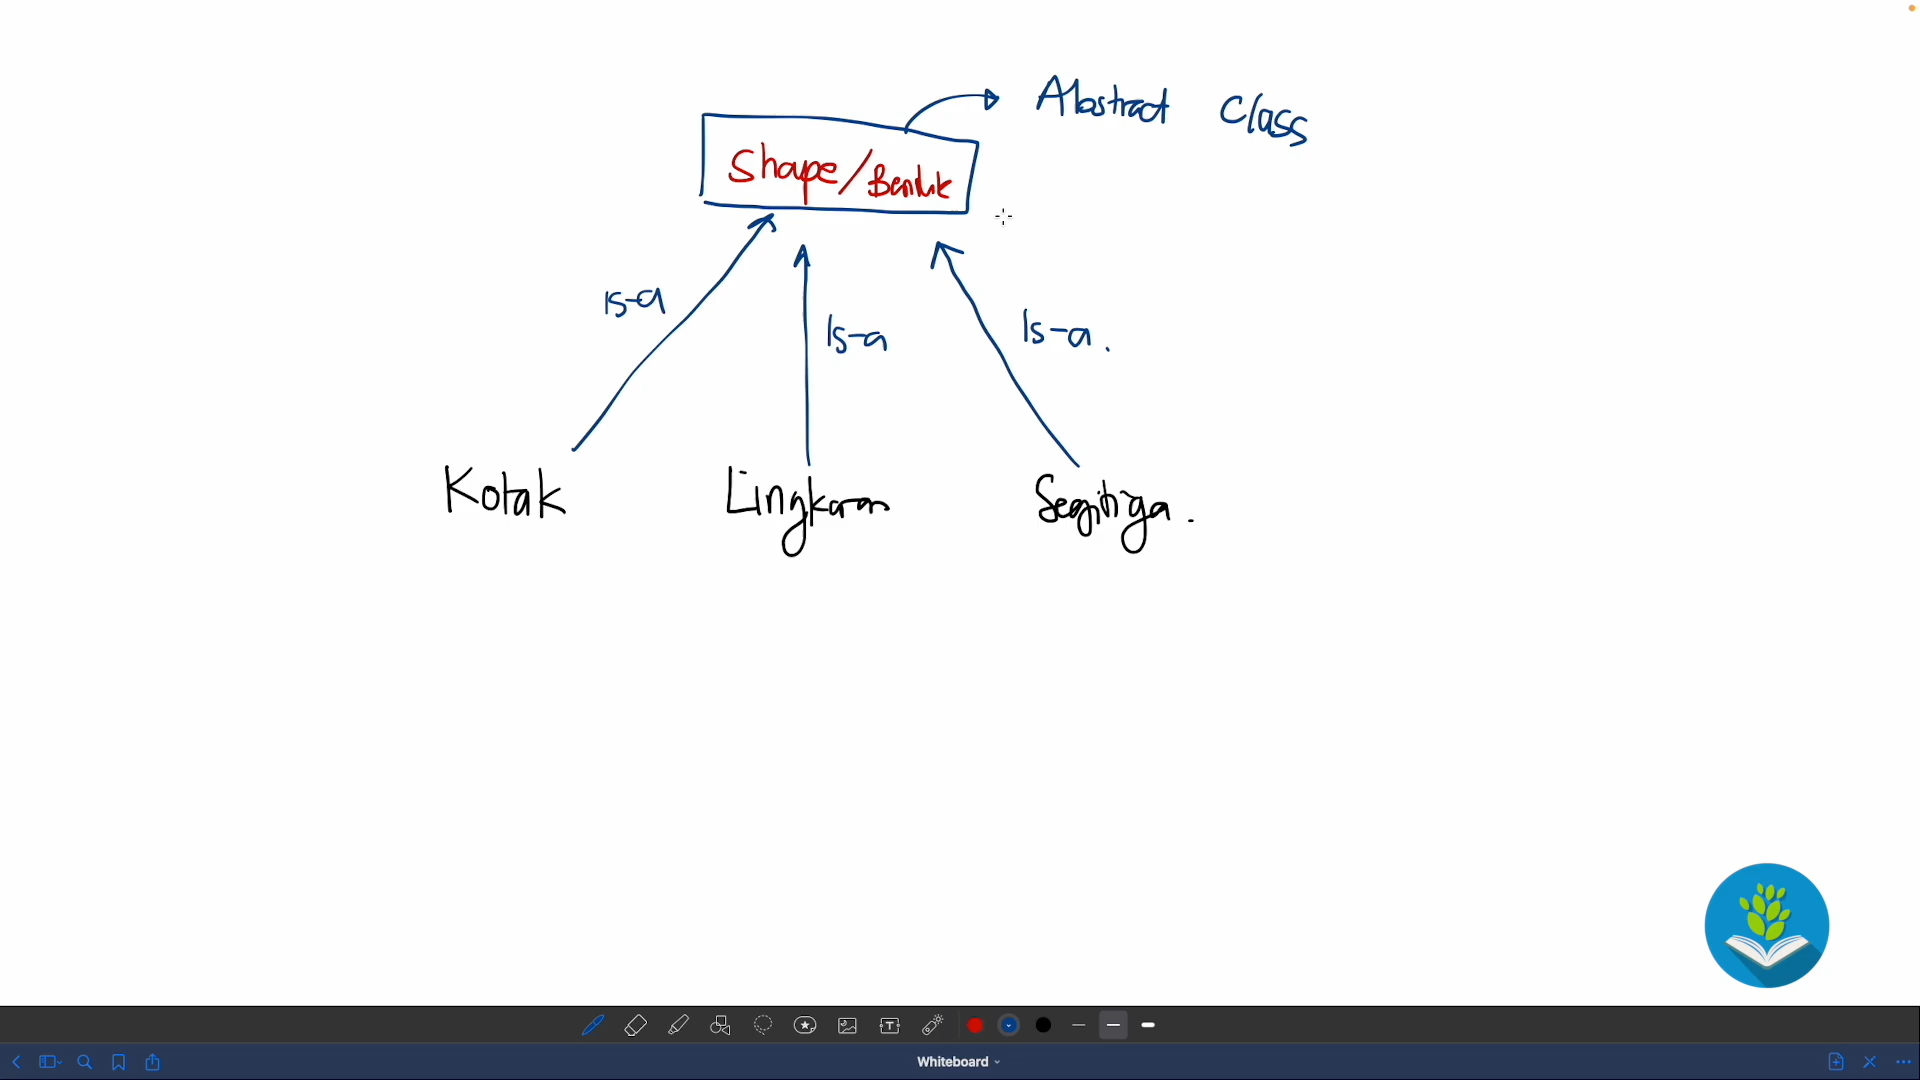 Abstract Class
Shape/Bentuk
Is-a
Is-a
Is-a.
Kotak
Lingkaran
Segitiga.
T
Whiteboard